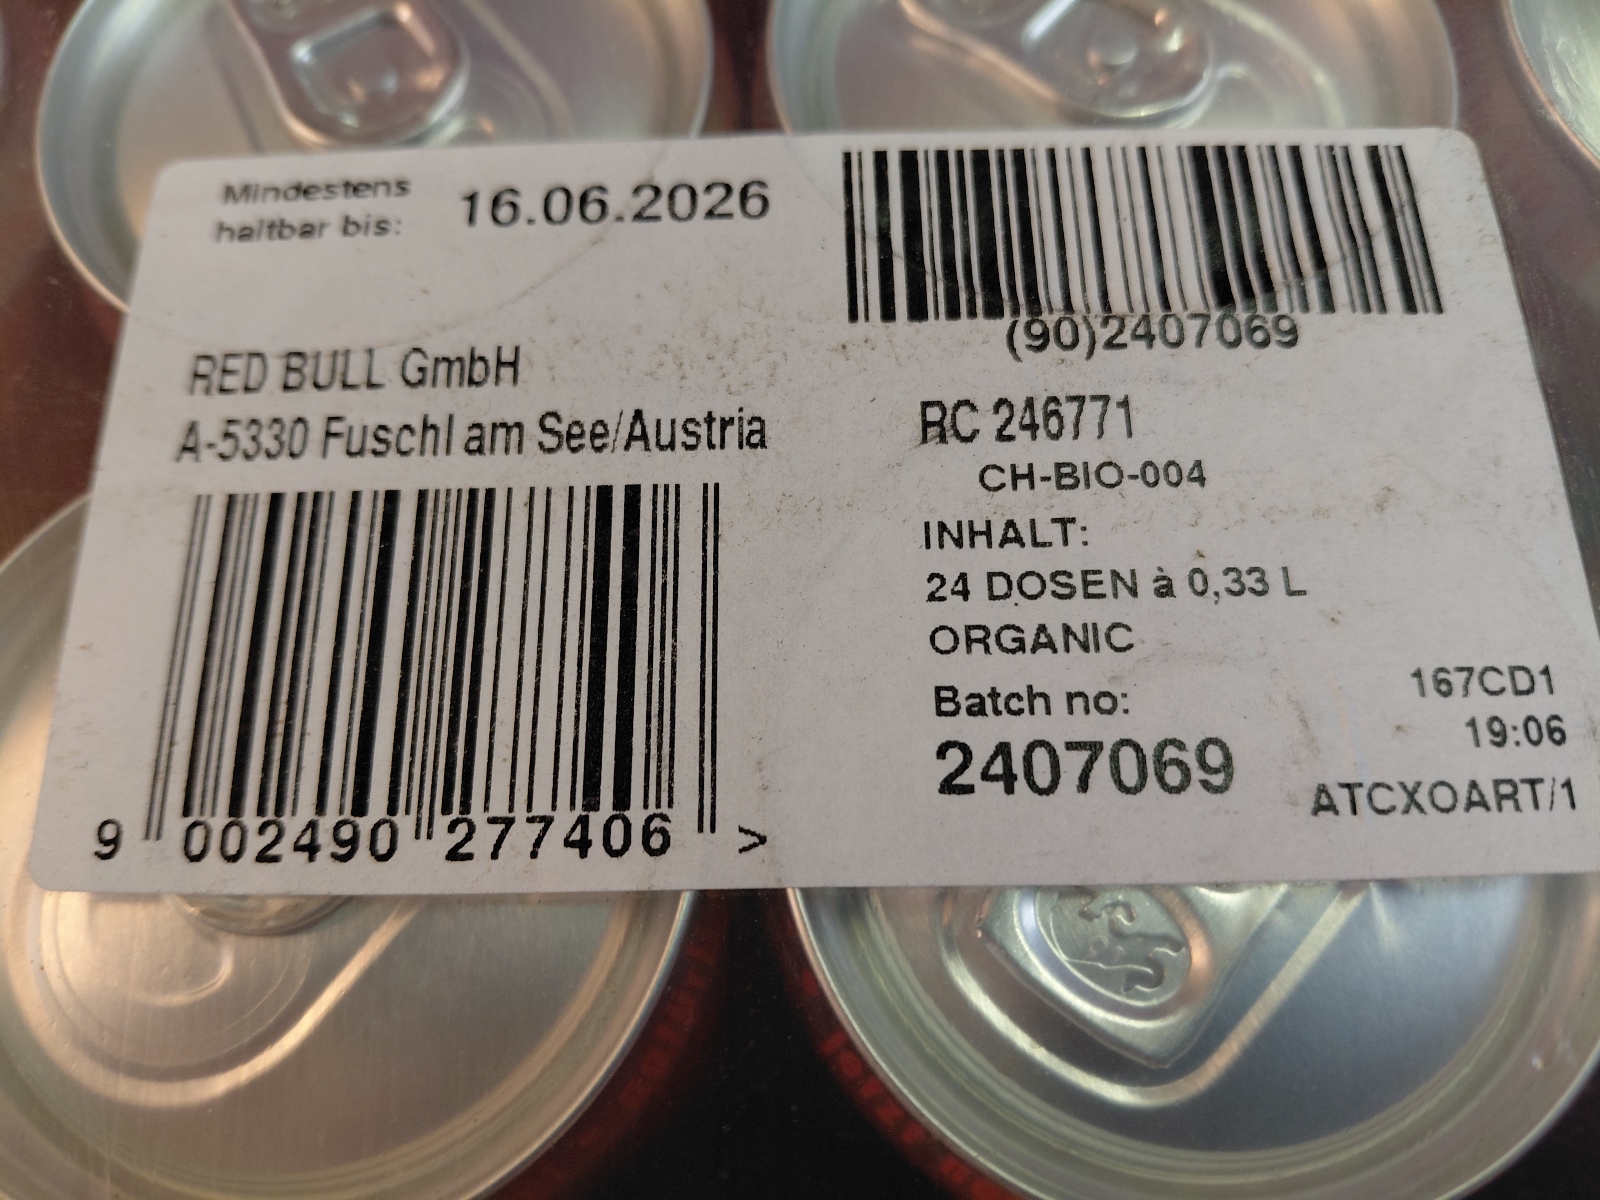 Mindestens
haltbar bis:
16.06.2026
(90)2407069
RED BULL GmbH
A-5330 Fuschl am See/Austria
RC 246771
CH-BIO-004
INHALT:
24 DOSEN à 0,33 L
ORGANIC
Batch no:
2407069
167CD1
19:06
ATCXOART/1
9 002490 277406 >